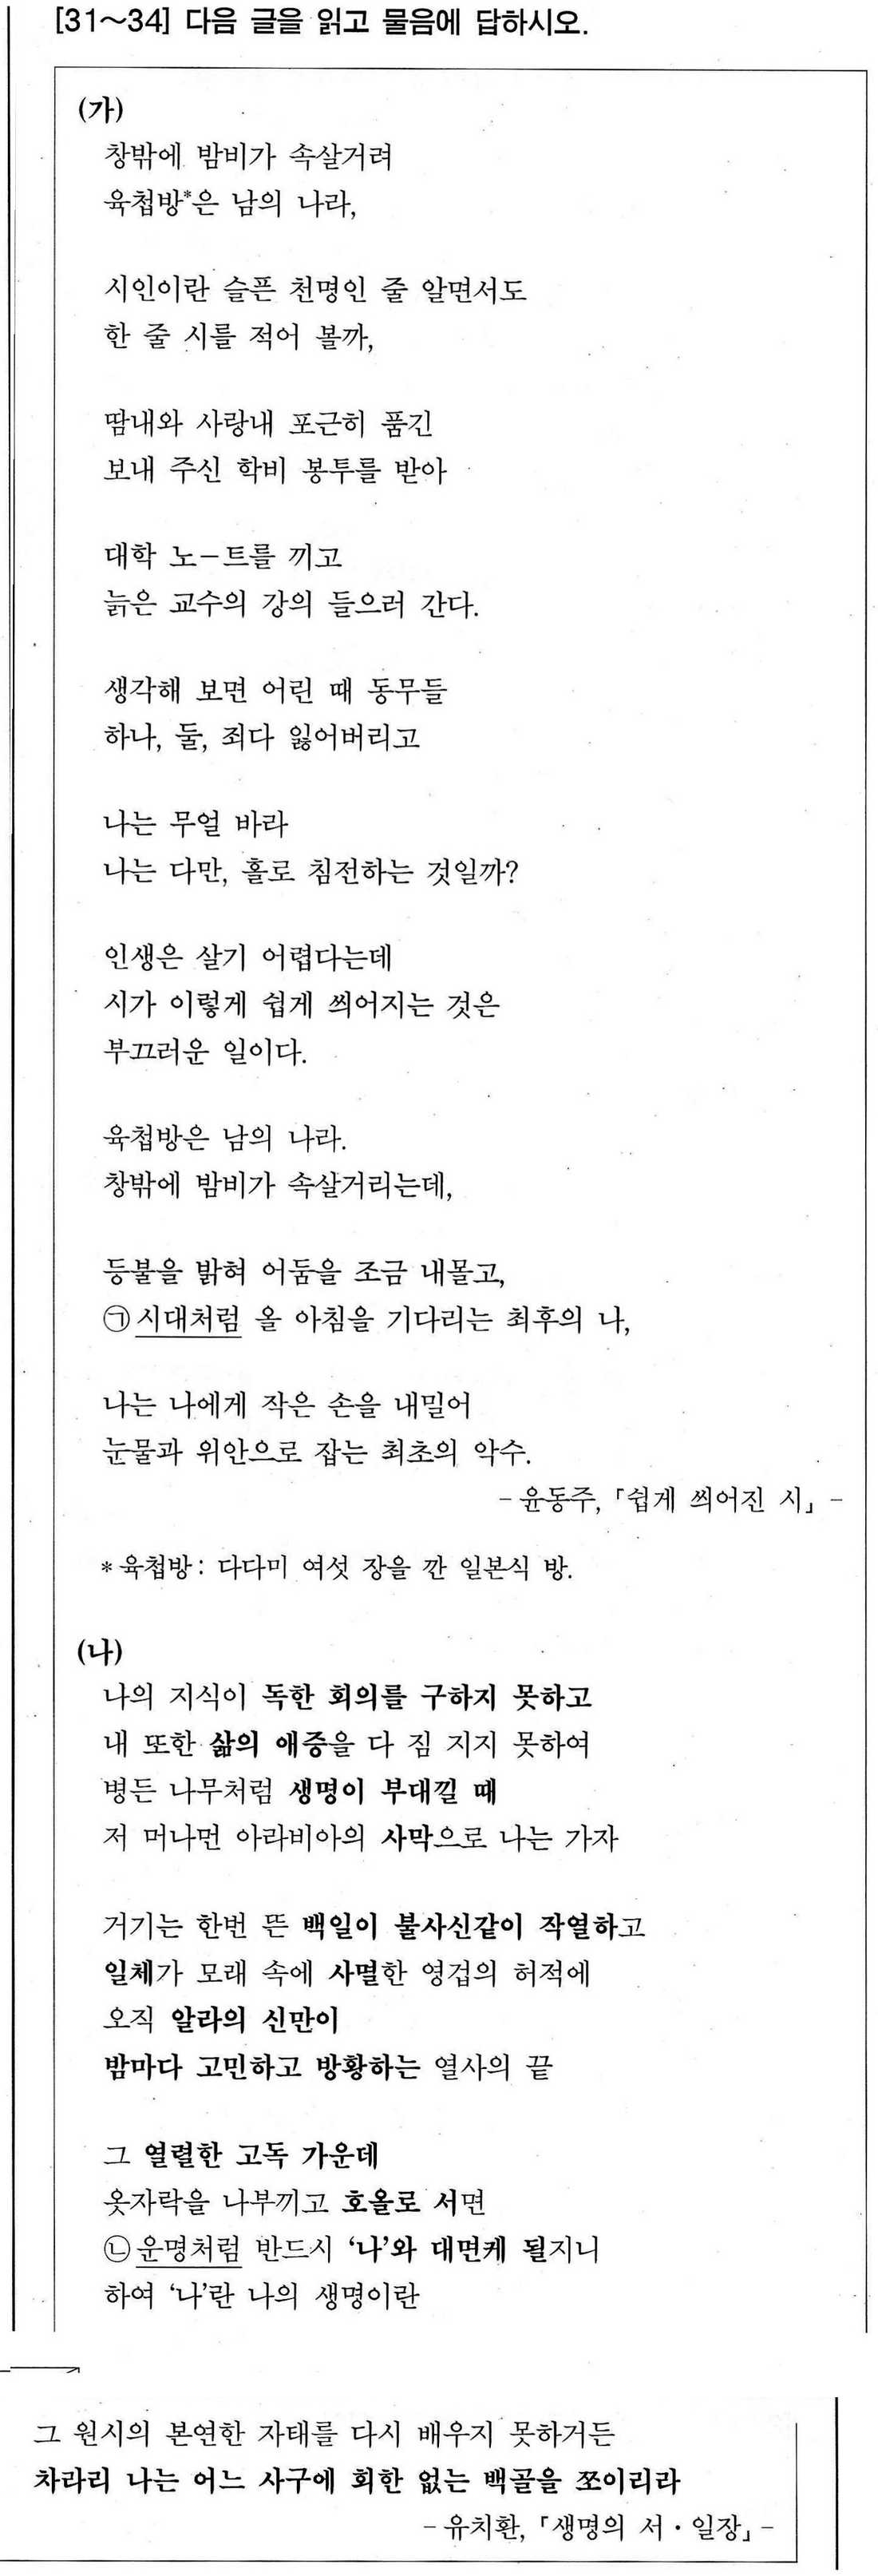 [31~34] 다음 글을 읽고 물음에 답하시오.
(가)
창밖에 밤비가 속살거려
육첩방*은 남의 나라,
시인이란 슬픈 천명인 줄 알면서도
한 줄 시를 적어 볼까,
땀내와 사랑내 포근히 품긴
보내 주신 학비 봉투를 받아
대학 노-트를 끼고
늙은 교수의 강의 들으러 간다.
생각해 보면 어린 때 동무들
하나, 둘, 죄다 잃어버리고
나는 무얼 바라
나는 다만, 홀로 침전하는 것일까?
인생은 살기 어렵다는데
시가 이렇게 쉽게 씌어지는 것은
부끄러운 일이다.
육첩방은 남의 나라.
창밖에 밤비가 속살거리는데,
등불을 밝혀 어둠을 조금 내몰고,
㉠시대처럼 올 아침을 기다리는 최후의 나,
나는 나에게 작은 손을 내밀어
눈물과 위안으로 잡는 최초의 악수.
- 윤동주, 「쉽게 씌어진 시」 -
* 육첩방: 다다미 여섯 장을 깐 일본식 방.
(나)
나의 지식이 독한 회의를 구하지 못하고
내 또한 삶의 애증을 다 짐 지지 못하여
병든 나무처럼 생명이 부대낄 때
저 머나먼 아라비아의 사막으로 나는 가자
거기는 한번 뜬 백일이 불사신같이 작열하고
일체가 모래 속에 사멸한 영겁의 허적에
오직 알라의 신만이
밤마다 고민하고 방황하는 열사의 끝
그 열렬한 고독 가운데
옷자락을 나부끼고 호올로 서면
㉡운명처럼 반드시 ‘나’와 대면케 될지니
하여 ‘나’란 나의 생명이란
그 원시의 본연한 자태를 다시 배우지 못하거든
차라리 나는 어느 사구에 회한 없는 백골을 쪼이리라
- 유치환, 「생명의 서·일장」 -